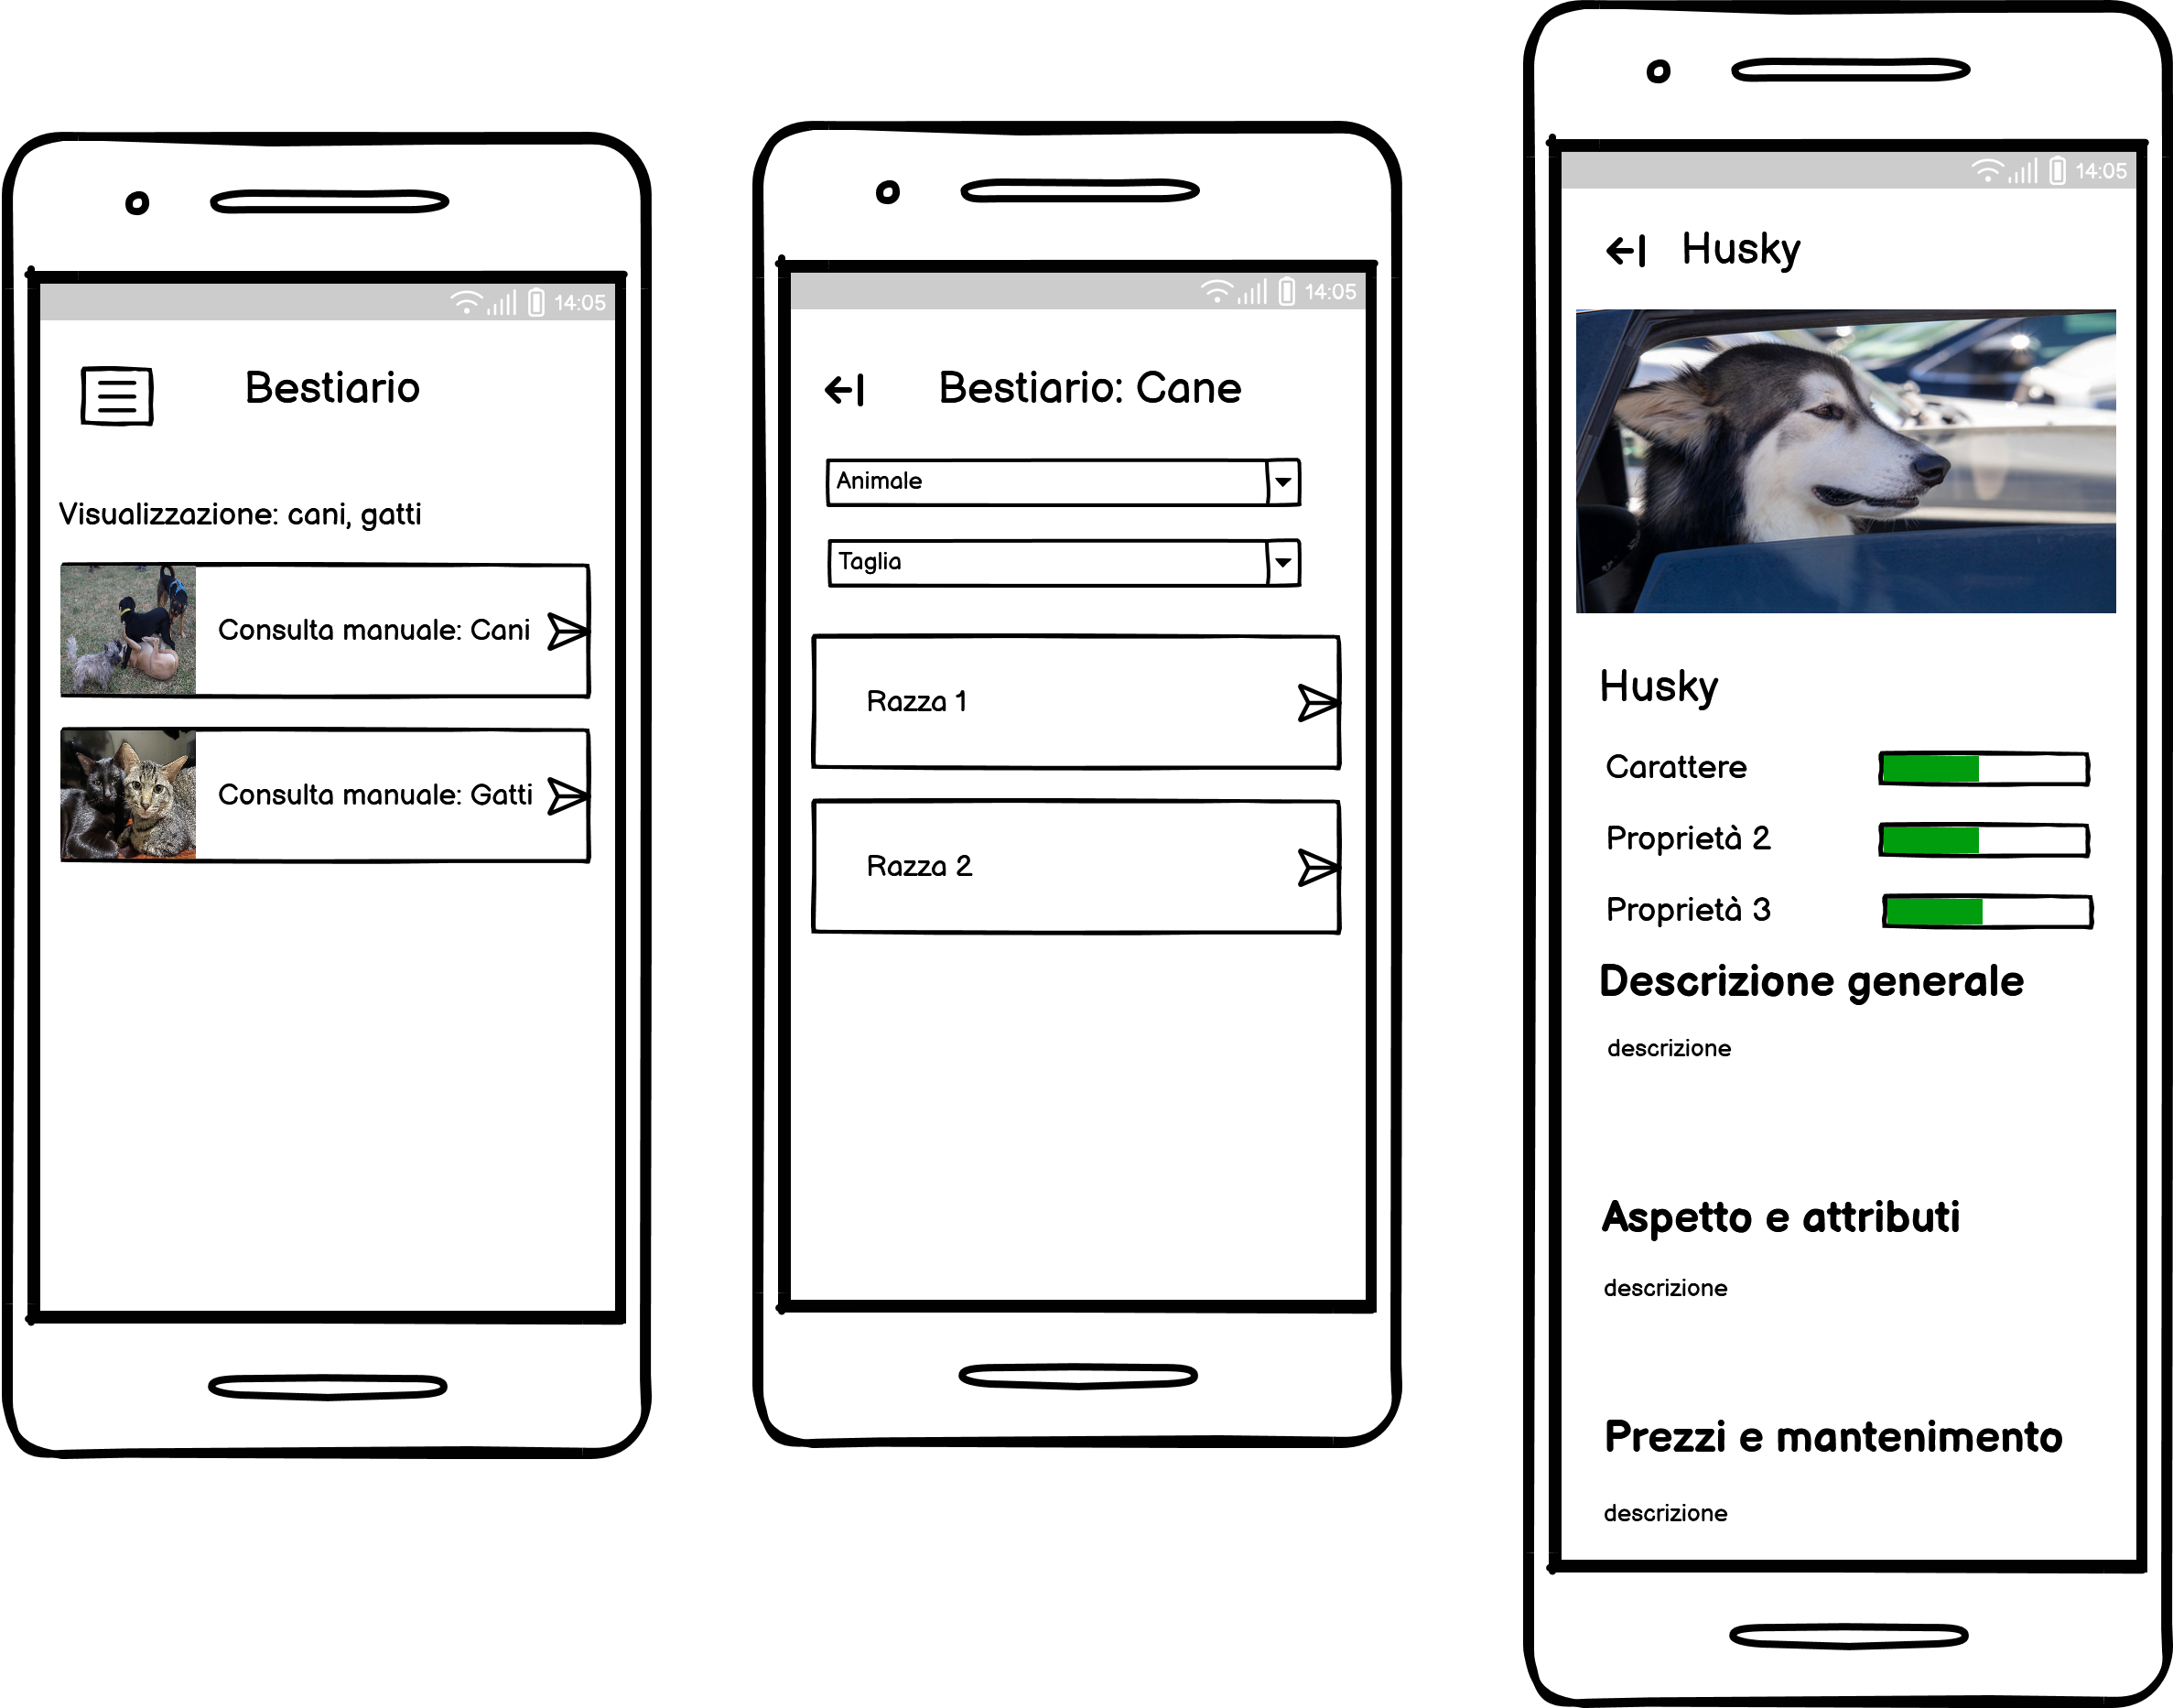 14:05
Bestiario
Visualizzazione: cani, gatti
Consulta manuale: Cani
Consulta manuale: Gatti
14:05
Bestiario: Cane
Animale
Taglia
Razza 1
Razza 2
14:05
Husky
Husky
Carattere
Proprietà 2
Proprietà 3
Descrizione generale
descrizione
Aspetto e attributi
descrizione
Prezzi e mantenimento
descrizione